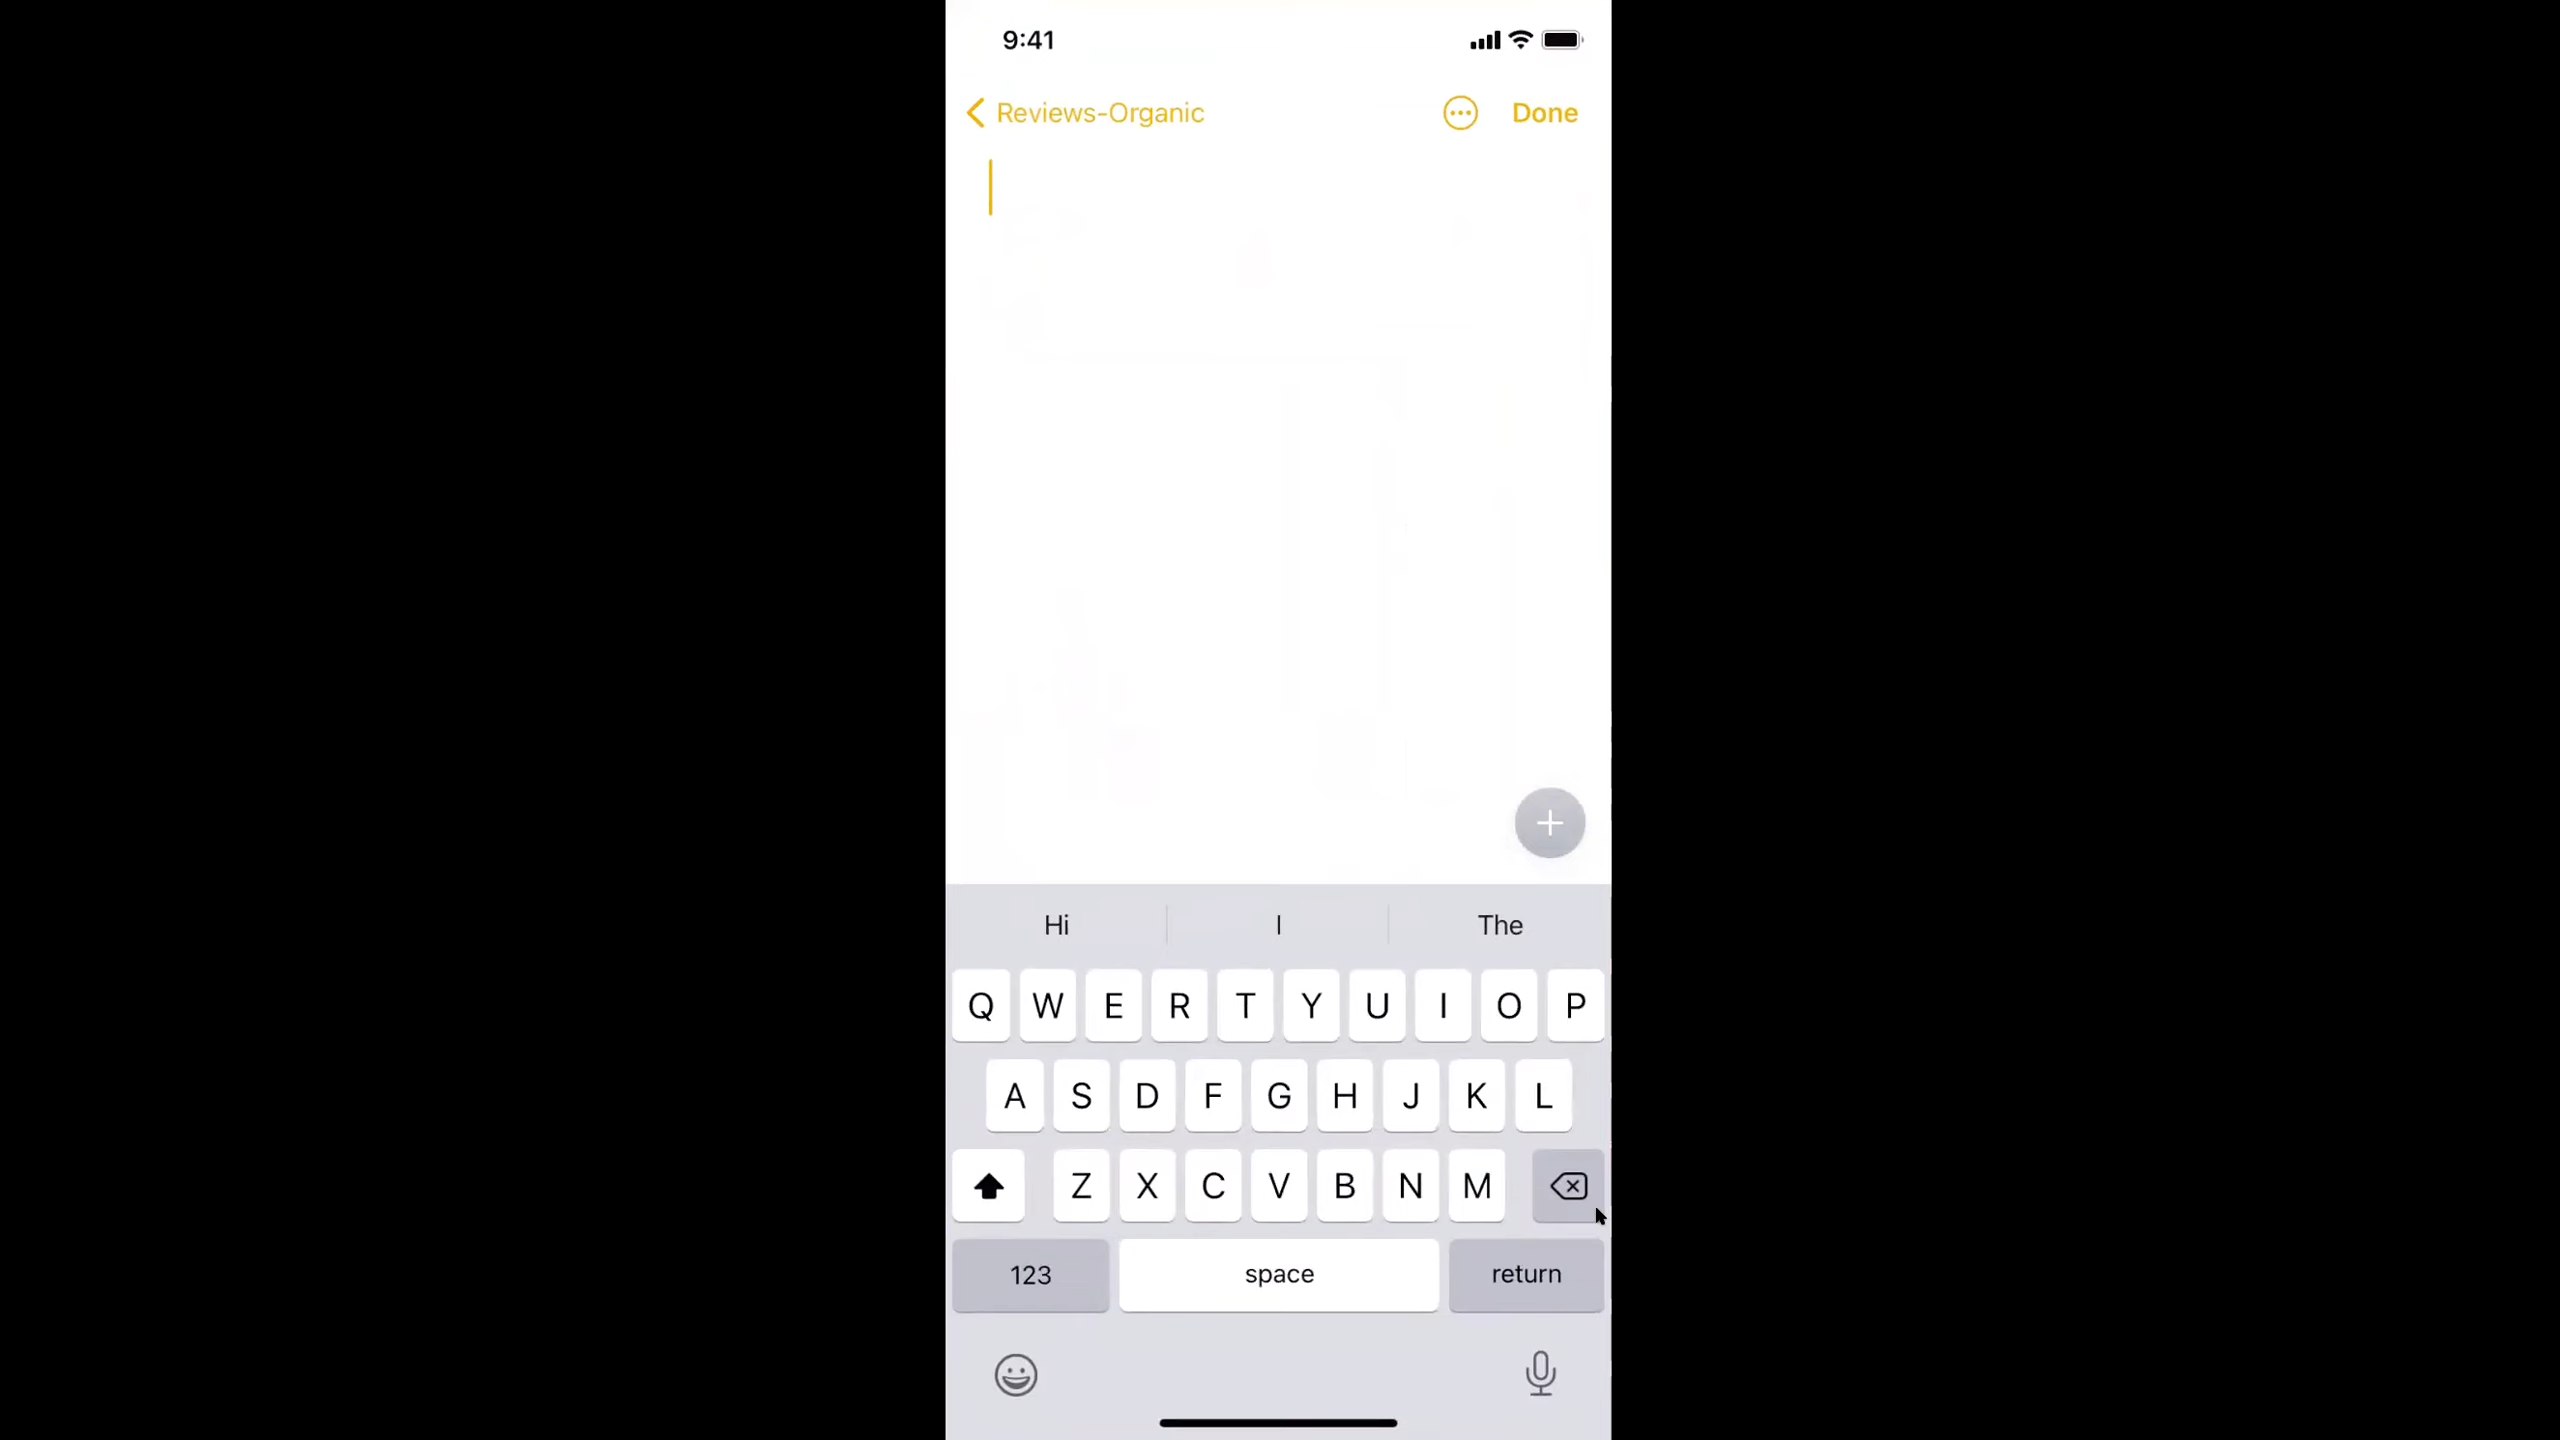 9:41
Reviews-Organic
Done
Hi I The
Q W E R T Y U I O P
A S D F G H J K L
Z X C V B N M
123 space return